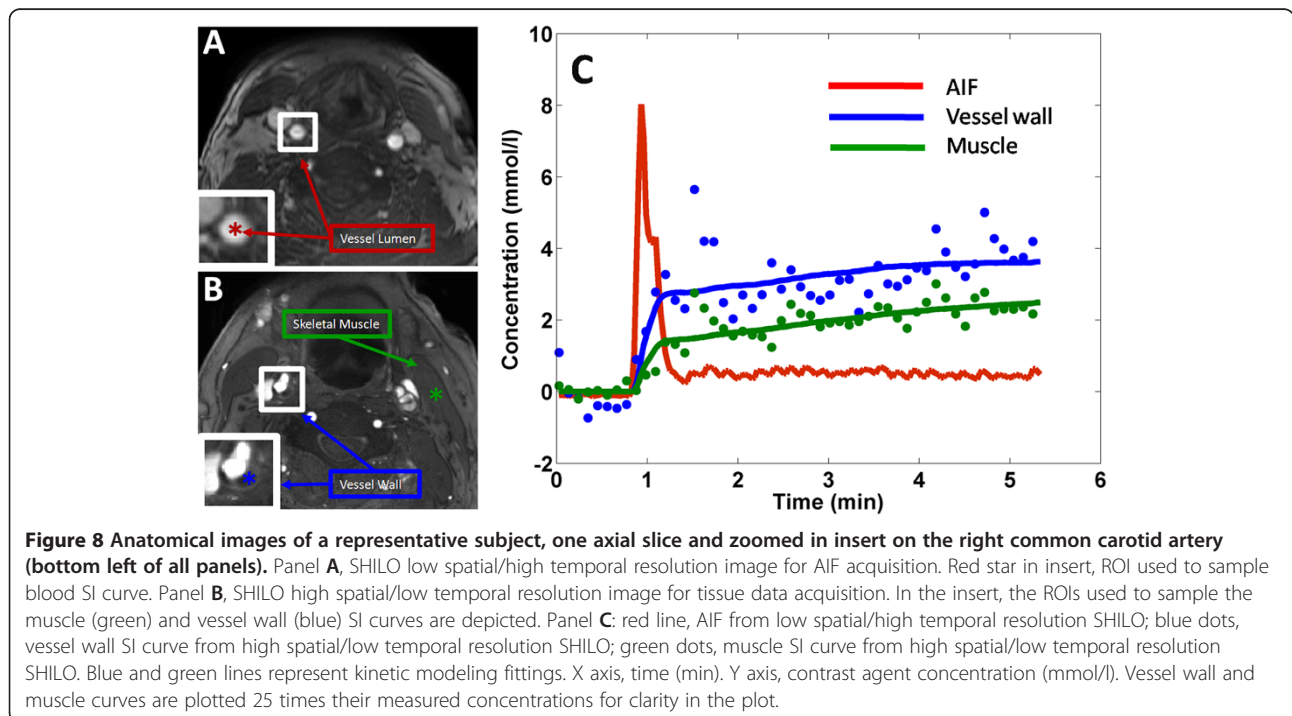 A
Vessel Lumen
*
B
Skeletal Muscle
*
Vessel Wall
*
C
AIF
Vessel wall
Muscle
10
8
6
4
2
0
-2
Concentration (mmol/l)
0 1 2 3 4 5 6
Time (min)
Figure 8 Anatomical images of a representative subject, one axial slice and zoomed in insert on the right common carotid artery
(bottom left of all panels). Panel A, SHILO low spatial/high temporal resolution image for AIF acquisition. Red star in insert, ROI used to sample
blood SI curve. Panel B, SHILO high spatial/low temporal resolution image for tissue data acquisition. In the insert, the ROIs used to sample the
muscle (green) and vessel wall (blue) SI curves are depicted. Panel C: red line, AIF from low spatial/high temporal resolution SHILO; blue dots,
vessel wall SI curve from high spatial/low temporal resolution SHILO; green dots, muscle SI curve from high spatial/low temporal resolution
SHILO. Blue and green lines represent kinetic modeling fittings. X axis, time (min). Y axis, contrast agent concentration (mmol/l). Vessel wall and
muscle curves are plotted 25 times their measured concentrations for clarity in the plot.